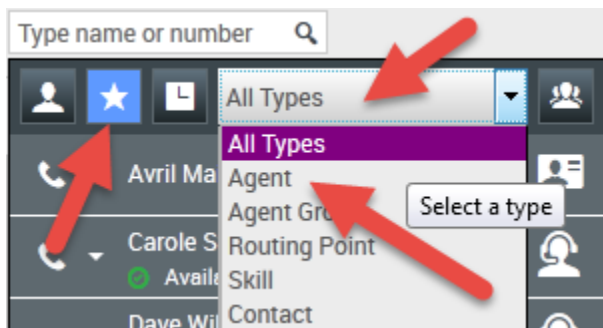 Type name or number
All Types
All Types
Avril Ma
Agent
Agent Gro
Select a type
Carole S
Routing Point
Availa
Skill
Dave Wil
Contact